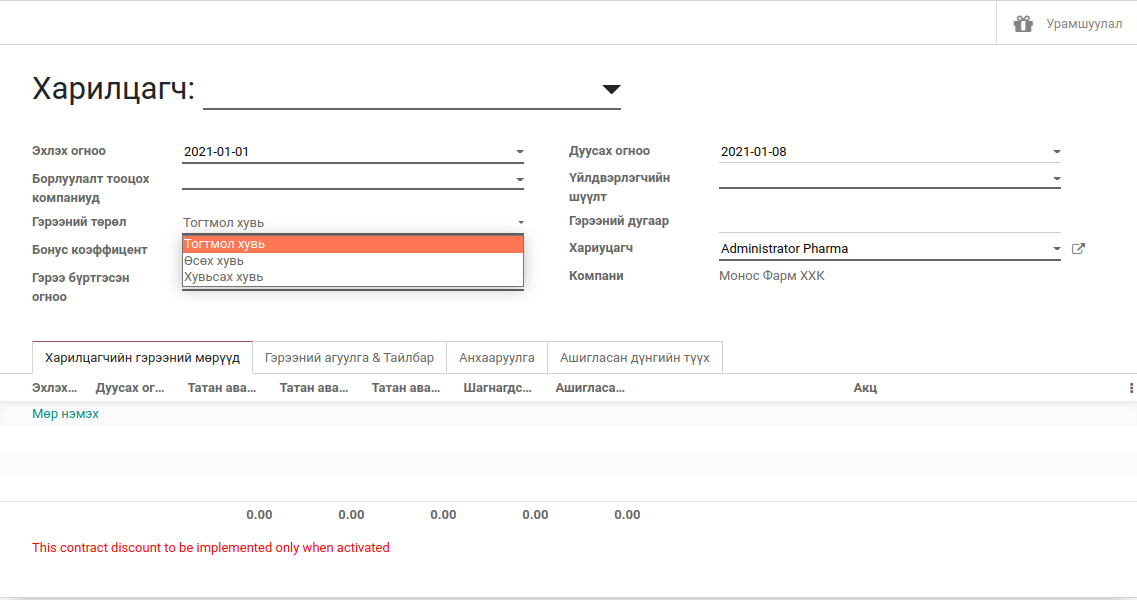 Урамшуулал
Харилцагч:
Эхлэх огноо 2021-01-01 Дуусах огноо 2021-01-08
Борлуулалт тооцох компаниуд Үйлдвэрлэгчийн шүүлт
Гэрээний төрөл Тогтмол хувь Гэрээний дугаар
Тогтмол хувь
Өсөх хувь
Хувьсах хувь
Бонус коэффицент Хариуцагч Administrator Pharma
Гэрээ бүртгэсэн огноо Компани Монос Фарм ХХК
Харилцагчийн гэрээний мөрүүд Гэрээний агуулга & Тайлбар Анхааруулга Ашигласан дүнгийн түүх
Эхлэх... Дуусах ог... Татан ава... Татан ава... Татан ава... Шагнагдс... Ашигласа... Акц
Мөр нэмэх
0.00 0.00 0.00 0.00 0.00
This contract discount to be implemented only when activated